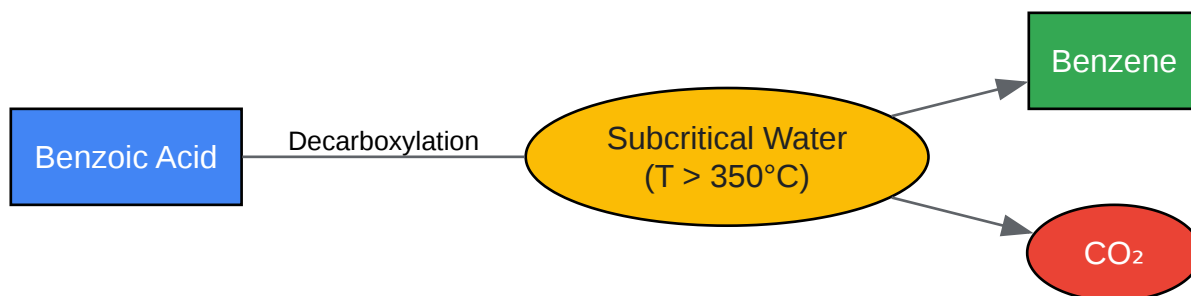 Benzoic Acid
Decarboxylation
Subcritical Water
(T > 350°C)
Benzene
CO₂